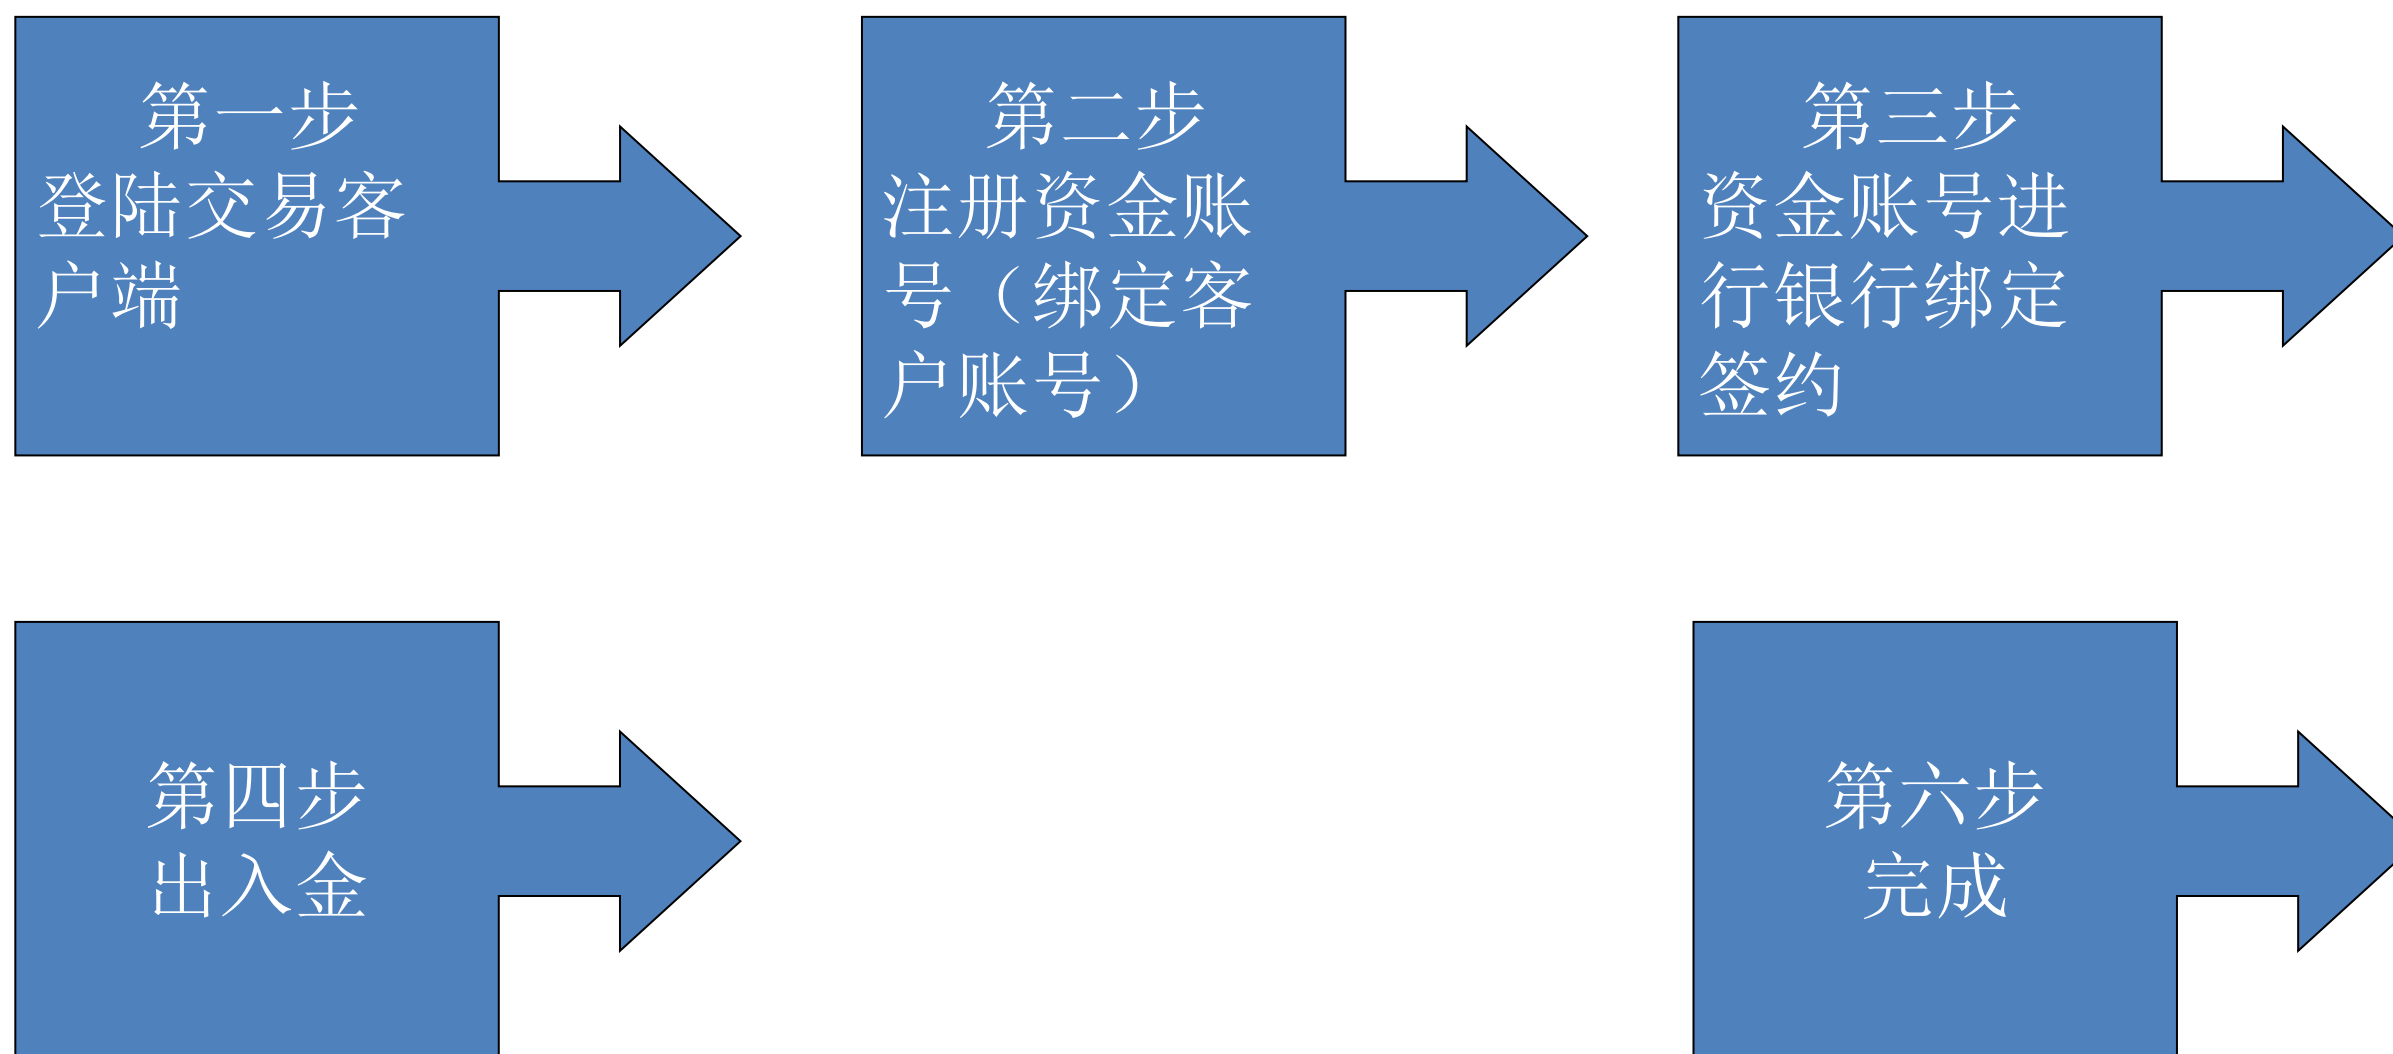 第一步
登陆交易客
户端
第二步
注册资金账
号（绑定客
户账号）
第三步
资金账号进
行银行绑定
签约
第四步
出入金
第六步
完成